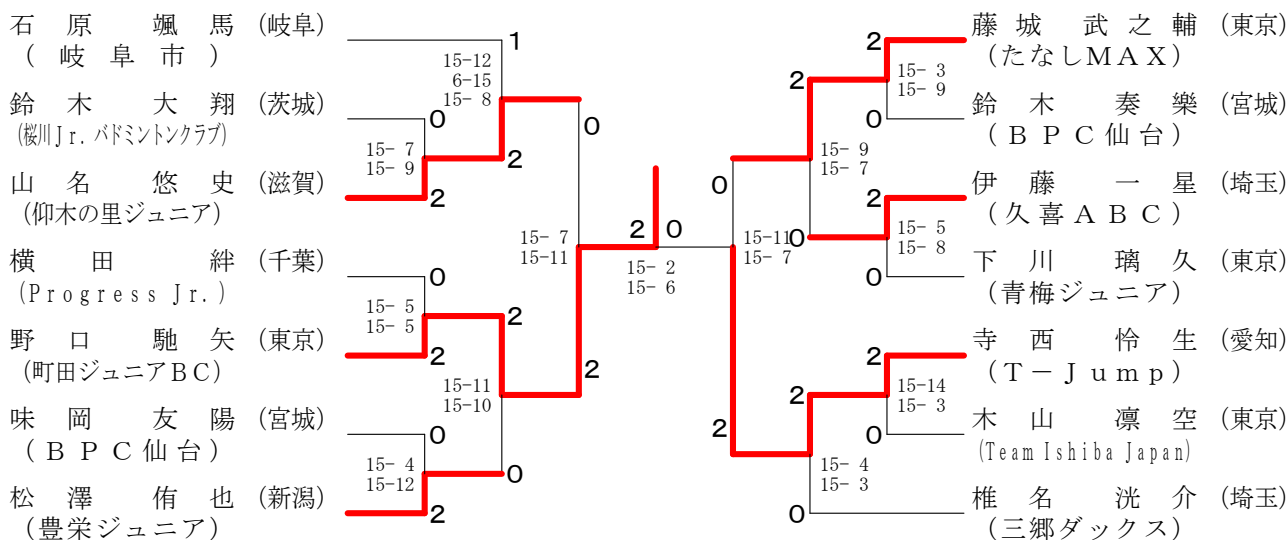 石原 颯馬 (岐阜)
(岐阜市)
鈴木 大翔 (茨城)
(桜川Jr.バドミントンクラブ)
山名 悠史 (滋賀)
(仰木の里ジュニア)
横田 絆 (千葉)
(Progress Jr.)
野口 馳矢 (東京)
(町田ジュニアBC)
味岡 友陽 (宮城)
(BPC仙台)
松澤 侑也 (新潟)
(豊栄ジュニア)
1
15-12
6-15
15- 8
0
15- 7
15- 9
2
2
0
0
15- 5
15- 5
2
2
15- 7
15-11
2
15-11
15-10
0
15- 4
15-12
0
2
2 0
15- 2
15- 6
0
15-11
15- 7
2
2
15- 9
15- 7
0
2
15- 3
15- 9
0
2
15- 5
15- 8
0
2
2
15-14
15- 3
0
15- 4
15- 3
0
藤城 武之輔 (東京)
(たなしMAX)
鈴木 奏樂 (宮城)
(BPC仙台)
伊藤 一星 (埼玉)
(久喜ABC)
下川 璃久 (東京)
(青梅ジュニア)
寺西 怜生 (愛知)
(T-Jump)
木山 凛空 (東京)
(Team Ishiba Japan)
椎名 洸介 (埼玉)
(三郷ダックス)